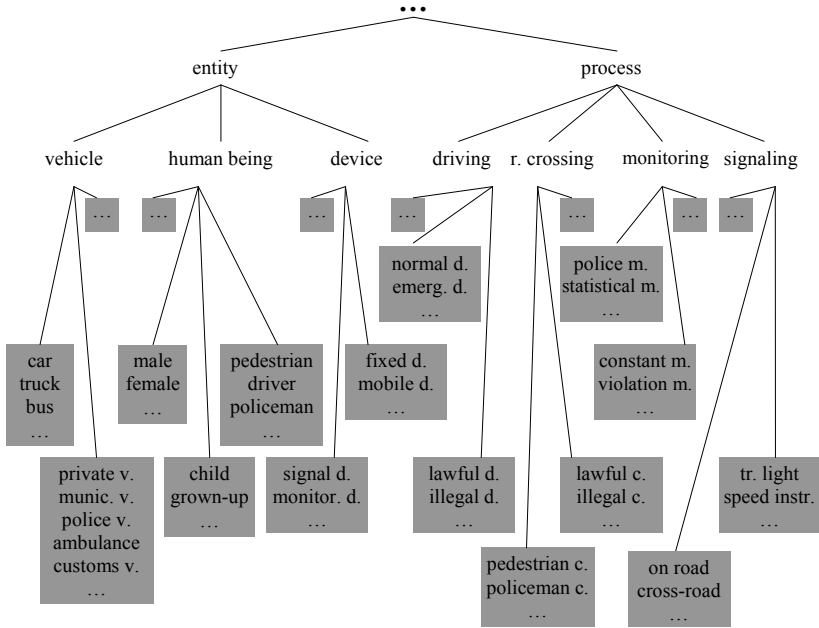 ...
entity
process
vehicle
human being
device
driving
r. crossing
monitoring
signaling
...
...
...
...
...
...
...
normal d.
emerg. d.
...
police m.
statistical m.
...
car
truck
bus
...
male
female
...
pedestrian
driver
policeman
...
fixed d.
mobile d.
...
constant m.
violation m.
...
private v.
munic. v.
police v.
ambulance
customs v.
...
child
grown-up
...
signal d.
monitor. d.
...
lawful d.
illegal d.
...
lawful c.
illegal c.
...
tr. light
speed instr.
...
pedestrian c.
policeman c.
...
on road
cross-road
...